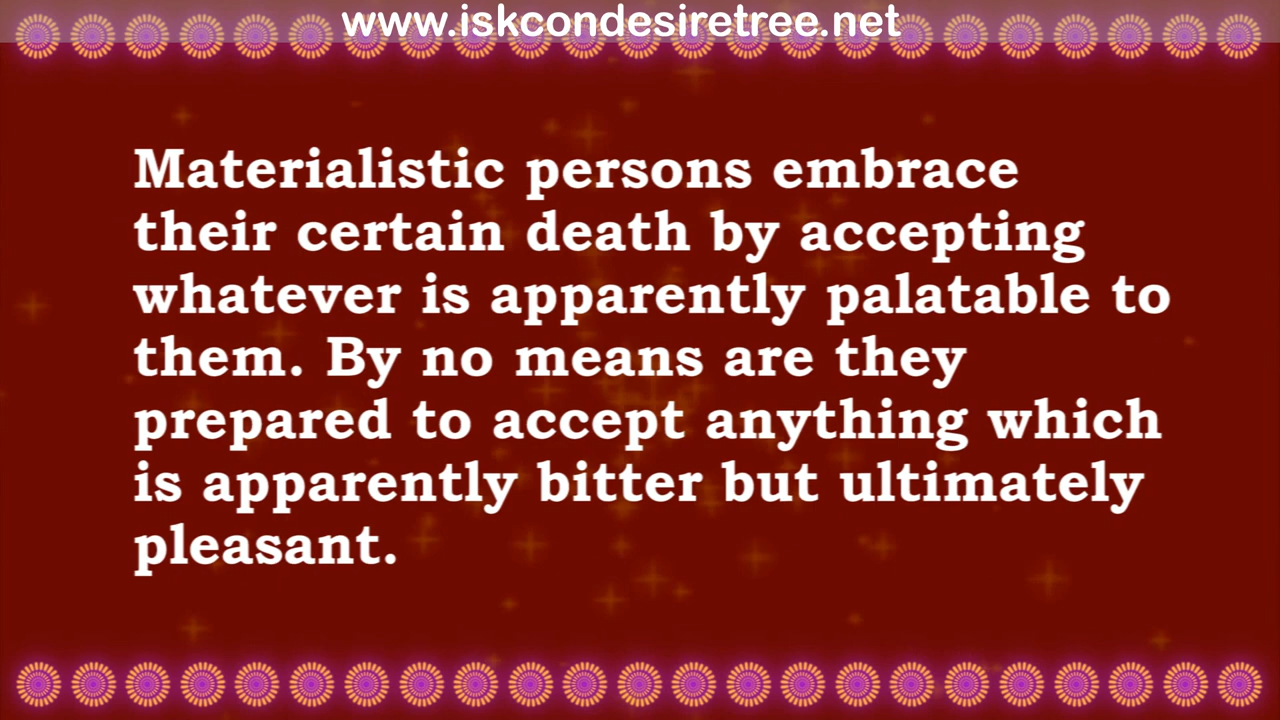 www.iskcondesiretree.net
Materialistic persons embrace
their certain death by accepting
whatever is apparently palatable to
them. By no means are they
prepared to accept anything which
is apparently bitter but ultimately
pleasant.